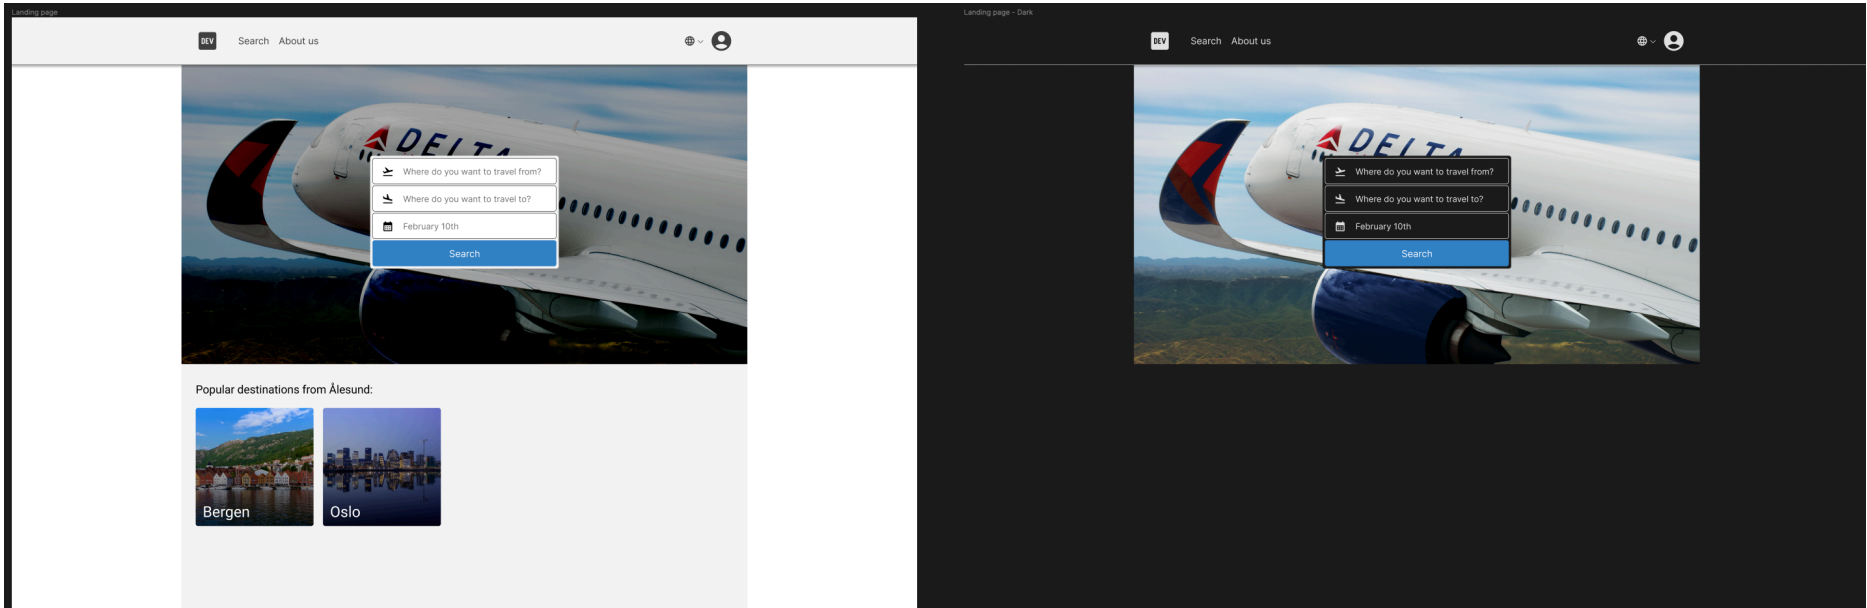 Landing page
DEV
Search About us
DELTA
Where do you want to travel from?
Where do you want to travel to?
February 10th
Search
Popular destinations from Ålesund:
Bergen
Oslo
Landing page - Dark
DEV
Search About us
DELTA
Where do you want to travel from?
Where do you want to travel to?
February 10th
Search